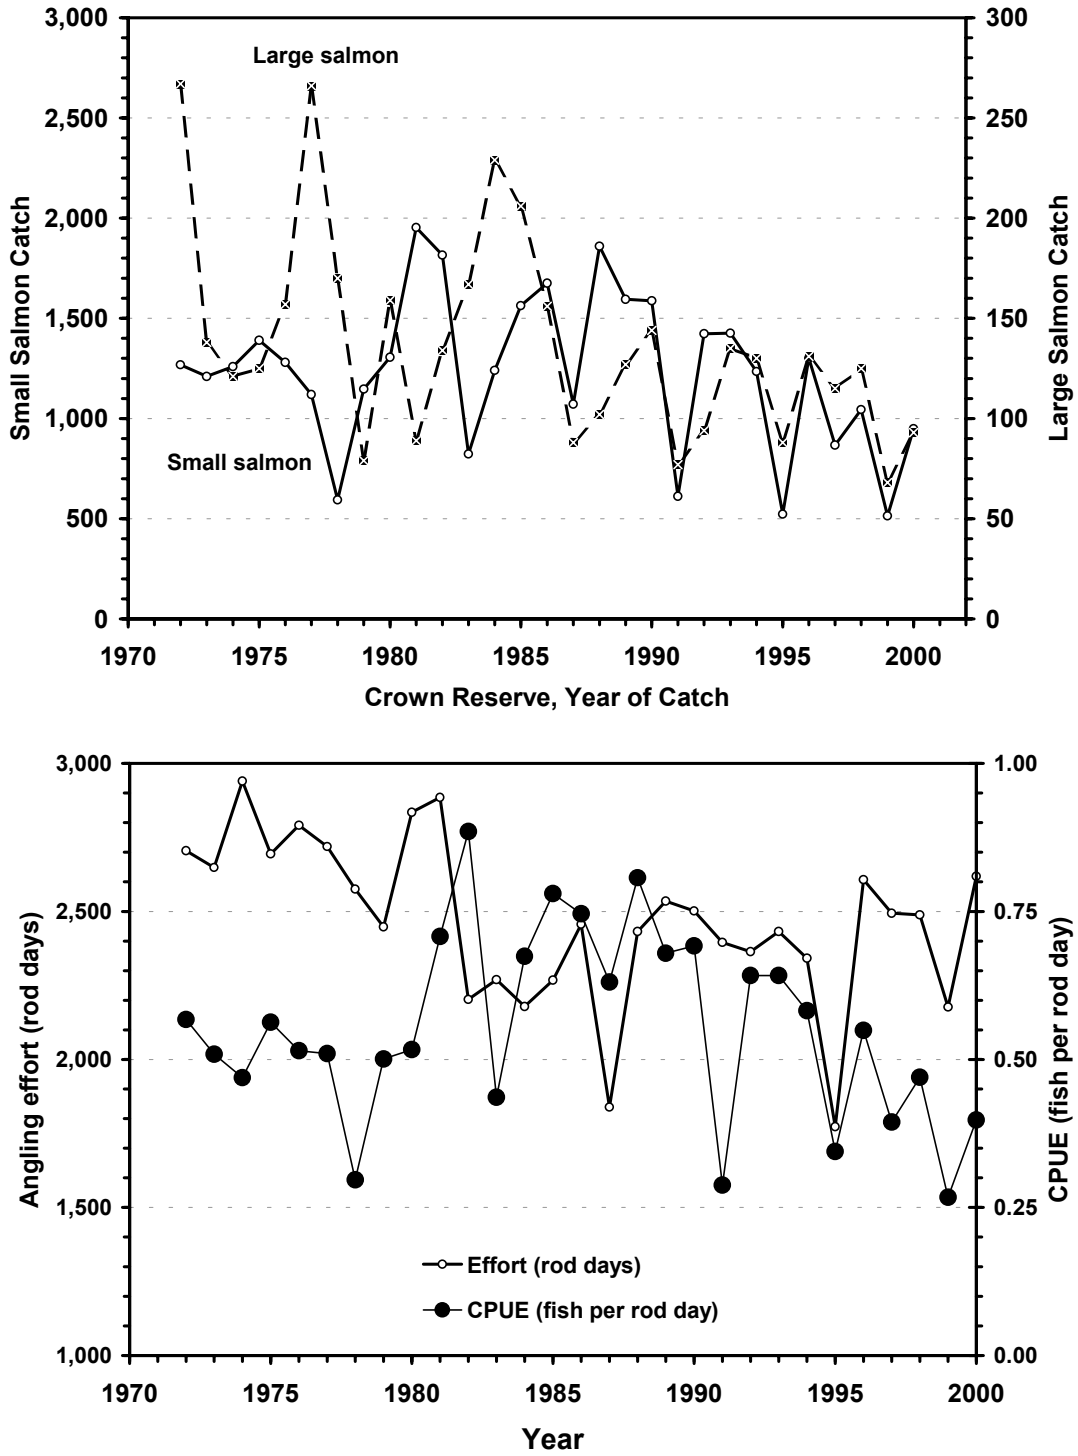 3,000
300
Large salmon
2,500
250
2,000
200
Small Salmon Catch
Large Salmon Catch
1,500
150
1,000
100
Small salmon
500
50
0
0
1970 1975 1980 1985 1990 1995 2000
Crown Reserve, Year of Catch
3,000
1.00
2,500
0.75
Angling effort (rod days)
CPUE (fish per rod day)
2,000
0.50
1,500
0.25
Effort (rod days)
CPUE (fish per rod day)
1,000
0.00
1970 1975 1980 1985 1990 1995 2000
Year